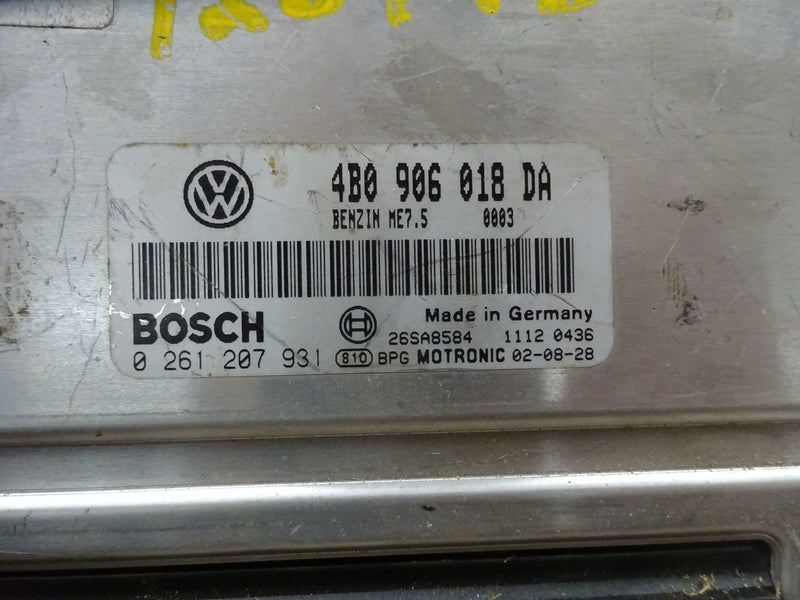 4B0 906 018 DA
BENZIN ME7.5 0003
BOSCH
Made in Germany
26SA8584 1112 0436
0 261 207 931 810 BPG MOTRONIC 02-08-28